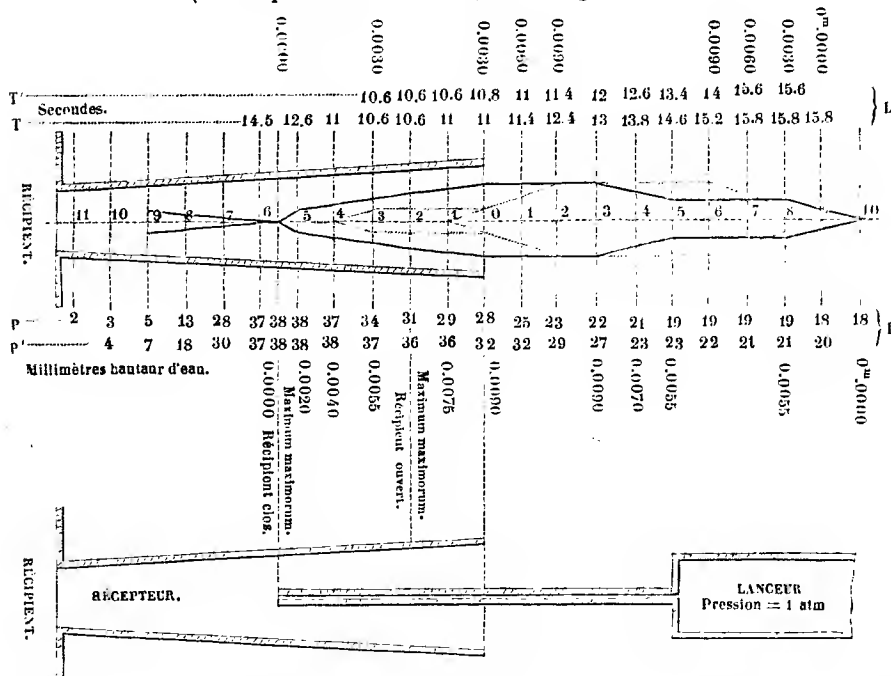 0.0000 0.0030 0.0030 0.0060 0.0090 0.0090 0.0060 0.0030 0m.0000
T' 10.6 10.6 10.6 10.8 11 11.4 12 12.6 13.4 14 15.6 15.6
Secondes. L
T 14.5 12.6 11 10.6 10.6 11 11 11.4 12.4 13 13.8 14.6 15.2 15.8 15.8 15.8
RÉCIPIENT.
11 10 9 8 7 6 5 4 3 2 1 0 1 2 3 4 5 6 7 8 10
P 2 3 5 13 28 37 38 38 37 34 31 29 28 25 23 22 21 19 19 19 19 18 18
P' 4 7 18 30 37 38 38 38 37 36 36 32 32 29 27 23 23 22 21 21 20
Millimètres hauteur d'eau.
0.0000 Récipient clos.
Maximum maximorum.
0.0020
0.0040
0.0055
Récipient ouvert.
Maximum maximorum.
0.0075
0.0090
0.0090
0.0070
0.0055
0.0055
0m.0000
RÉCIPIENT.
RÉCEPTEUR.
LANCEUR
Pression = 1 atm